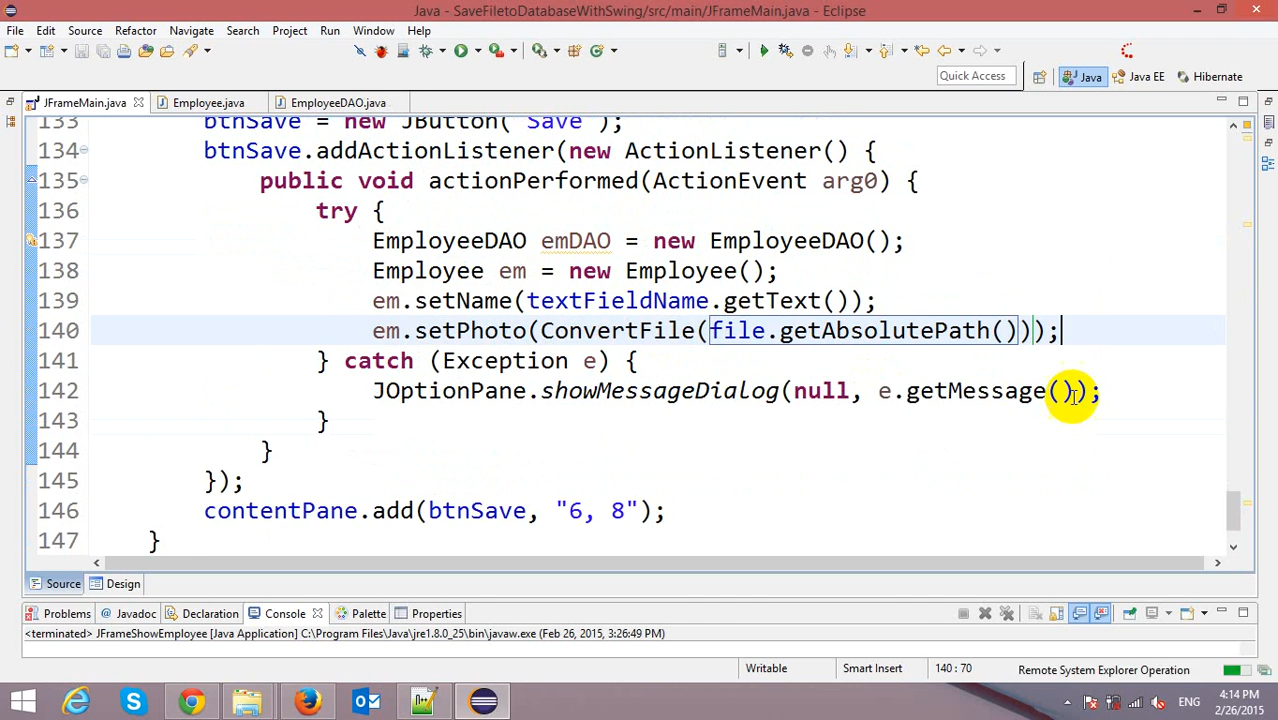 Java - SaveFiletoDatabaseWithSwing/src/main/JFrameMain.java - Eclipse
File Edit Source Refactor Navigate Search Project Run Window Help
Quick Access Java Java EE Hibernate
JFrameMain.java Employee.java EmployeeDAO.java
133 btnSave = new JButton("Save");
134 btnSave.addActionListener(new ActionListener() {
135 public void actionPerformed(ActionEvent arg0) {
136 try {
137 EmployeeDAO emDAO = new EmployeeDAO();
138 Employee em = new Employee();
139 em.setName(textFieldName.getText());
140 em.setPhoto(ConvertFile(file.getAbsolutePath()));
141 } catch (Exception e) {
142 JOptionPane.showMessageDialog(null, e.getMessage());
143 }
144 }
145 });
146 contentPane.add(btnSave, "6, 8");
147 }
Source Design
Problems Javadoc Declaration Console Palette Properties
<terminated> JFrameShowEmployee [Java Application] C:\Program Files\Java\jre1.8.0_25\bin\javaw.exe (Feb 26, 2015, 3:26:49 PM)
Writable Smart Insert 140 : 70 Remote System Explorer Operation
ENG 4:14 PM
2/26/2015